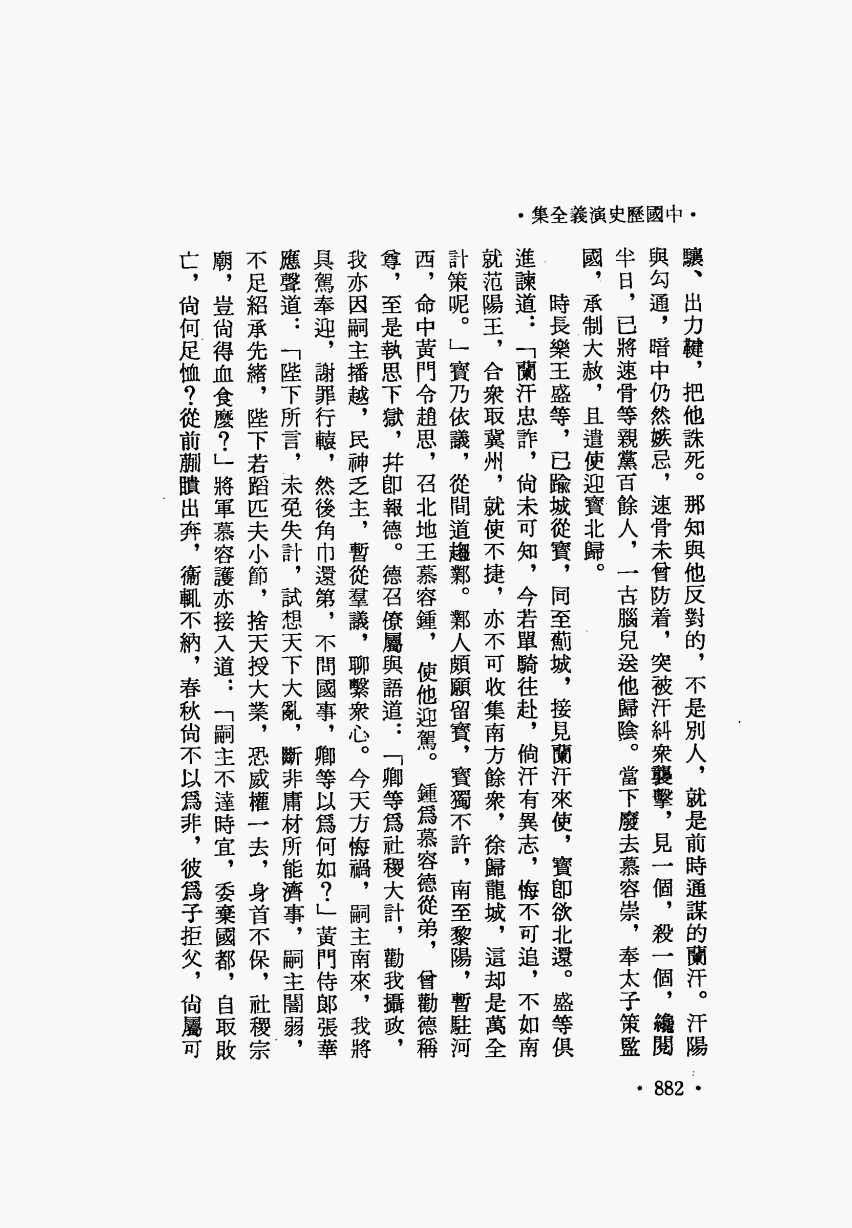 •中國歷史演義全集•
驤、出力鞬，把他誅死。那知與他反對的，不是別人，就是前時通謀的蘭汗。汗陽
與勾通，暗中仍然嫉忌，速骨未曾防着，突被汗糾衆襲擊，見一個，殺一個，纔閱
半日，已將速骨等親黨百餘人，一古腦兒送他歸陰。當下廢去慕容崇，奉太子策監
國，承制大赦，且遣使迎寶北歸。
時長樂王盛等，已踰城從寶，同至薊城，接見蘭汗來使，寶卽欲北還。盛等俱
進諫道：「蘭汗忠詐，尙未可知，今若單騎往赴，倘汗有異志，悔不可追，不如南
就范陽王，合衆取冀州，就使不捷，亦不可收集南方餘衆，徐歸龍城，這却是萬全
計策呢。」寶乃依議，從間道趨鄴。鄴人頗願留寶，寶獨不許，南至黎陽，暫駐河
西，命中黃門令趙思，召北地王慕容鍾，使他迎駕。鍾爲慕容德從弟，曾勸德稱
尊，至是執思下獄，幷卽報德。德召僚屬與語道：「卿等爲社稷大計，勸我攝政，
我亦因嗣主播越，民神乏主，暫從羣議，聊繫衆心。今天方悔禍，嗣主南來，我將
具駕奉迎，謝罪行轅，然後角巾還第，不問國事，卿等以爲何如？」黃門侍郞張華
應聲道：「陛下所言，未免失計，試想天下大亂，斷非庸材所能濟事，嗣主闇弱，
不足紹承先緒，陛下若蹈匹夫小節，捨天授大業，恐威權一去，身首不保，社稷宗
廟，豈尙得血食麼？」將軍慕容護亦接入道：「嗣主不達時宜，委棄國都，自取敗
亡，尙何足恤？從前蒯聵出奔，衞輒不納，春秋尙不以爲非，彼爲子拒父，尙屬可
•882•